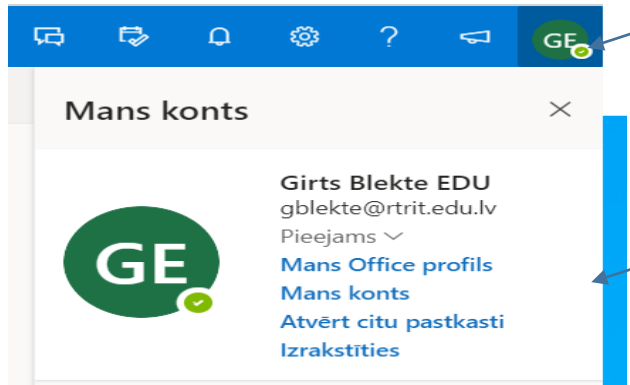 GE
Mans konts
Girts Blekte EDU
gblekte@rtrit.edu.lv
Pieejams
GE
Mans Office profils
Mans konts
Atvērt citu pastkasti
Izrakstīties